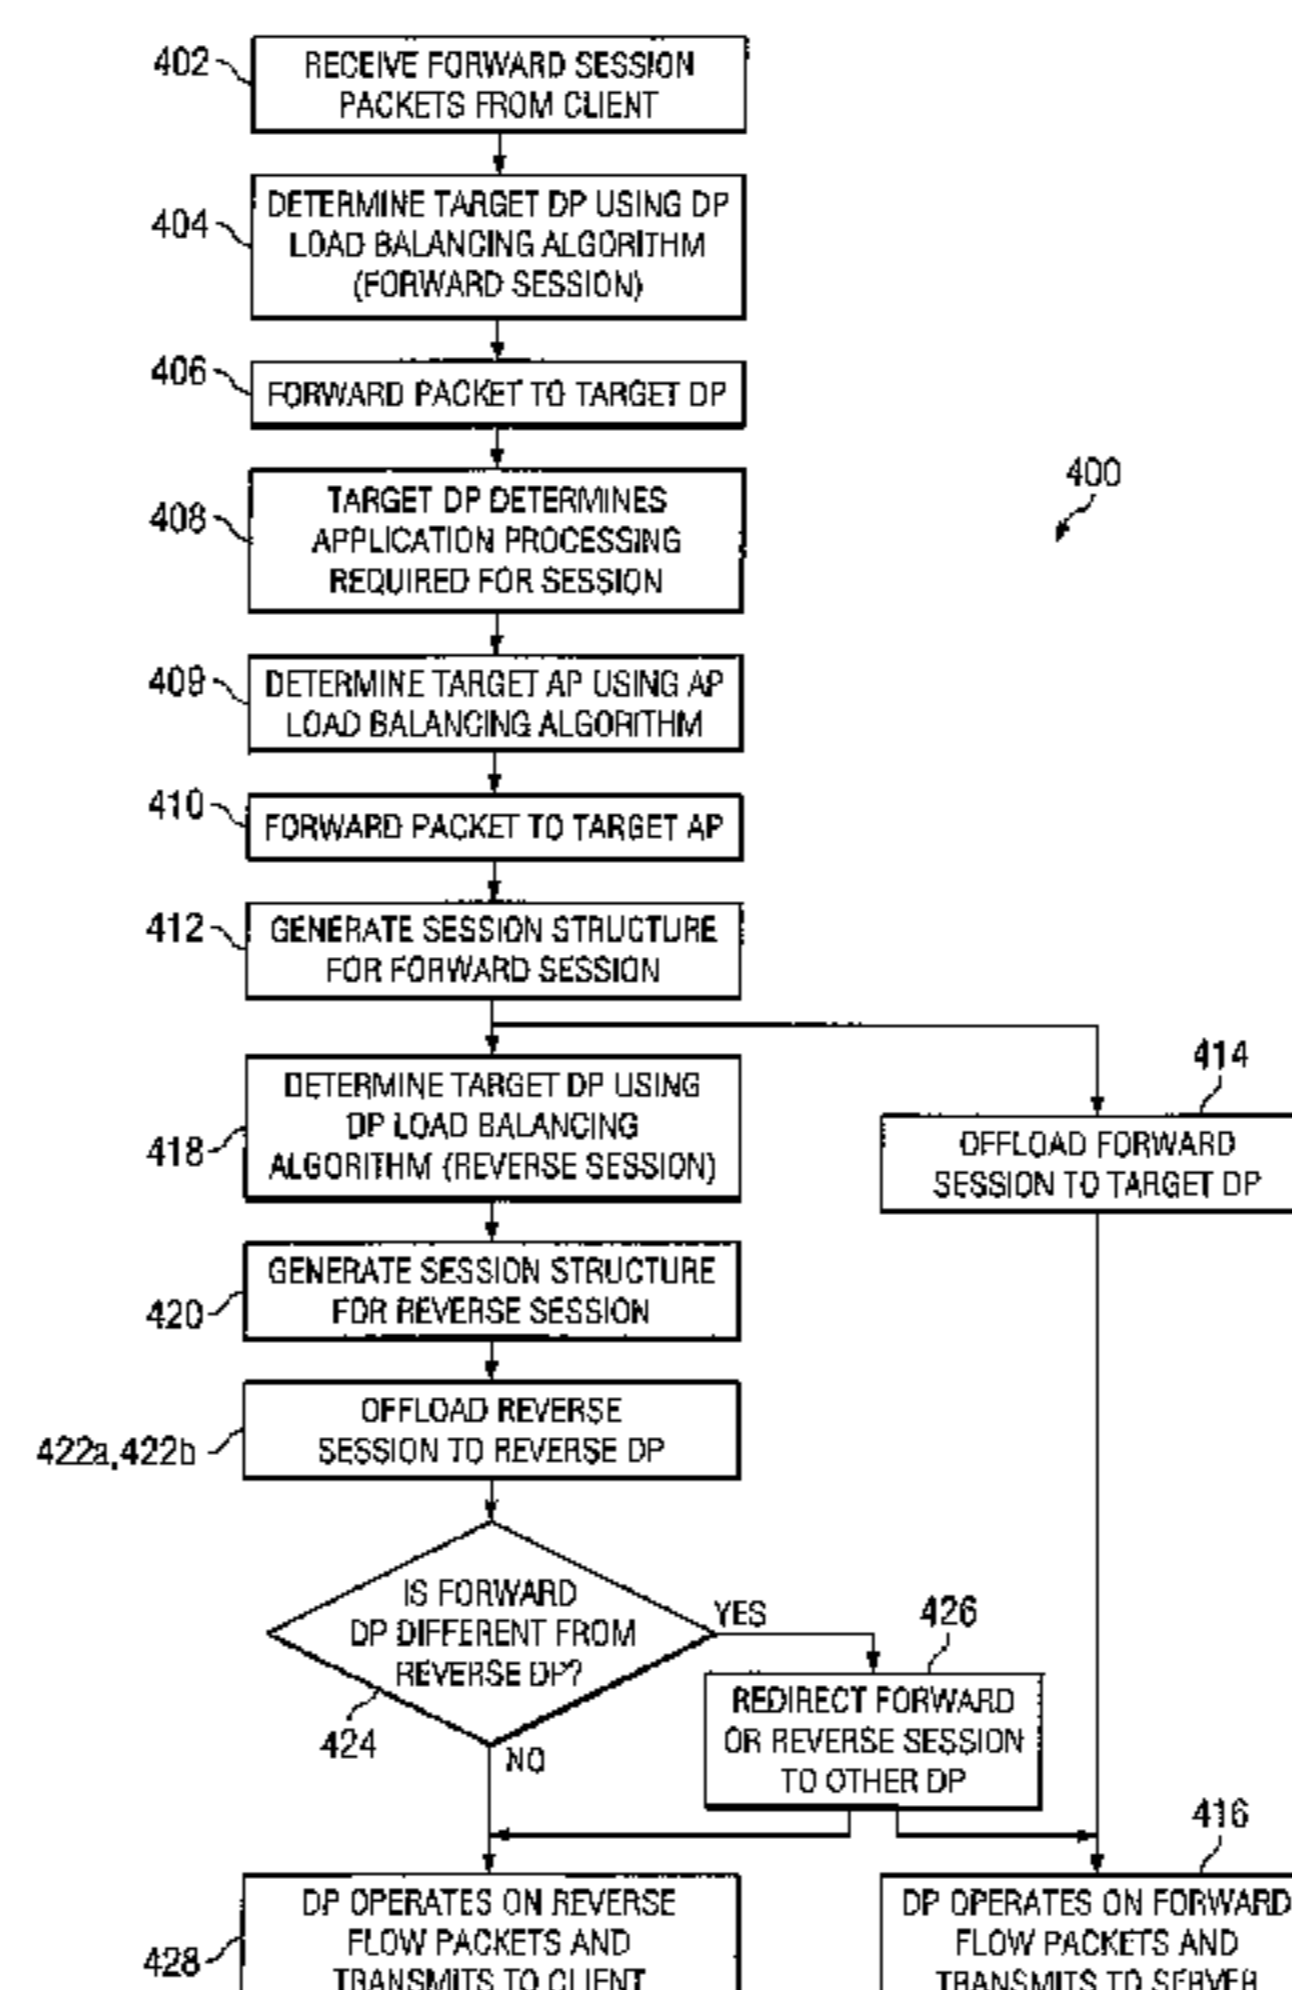 402
RECEIVE FORWARD SESSION
PACKETS FROM CLIENT
404
DETERMINE TARGET DP USING DP
LOAD BALANCING ALGORITHM
(FORWARD SESSION)
406
FORWARD PACKET TO TARGET DP
400
408
TARGET DP DETERMINES
APPLICATION PROCESSING
REQUIRED FOR SESSION
409
DETERMINE TARGET AP USING AP
LOAD BALANCING ALGORITHM
410
FORWARD PACKET TO TARGET AP
412
GENERATE SESSION STRUCTURE
FOR FORWARD SESSION
414
OFFLOAD FORWARD
SESSION TO TARGET DP
418
DETERMINE TARGET DP USING
DP LOAD BALANCING
ALGORITHM (REVERSE SESSION)
420
GENERATE SESSION STRUCTURE
FOR REVERSE SESSION
422a,422b
OFFLOAD REVERSE
SESSION TO REVERSE DP
IS FORWARD
DP DIFFERENT FROM
REVERSE DP?
424
YES
NO
426
REDIRECT FORWARD
OR REVERSE SESSION
TO OTHER DP
416
428
DP OPERATES ON REVERSE
FLOW PACKETS AND
TRANSMITS TO CLIENT
DP OPERATES ON FORWARD
FLOW PACKETS AND
TRANSMITS TO SERVER